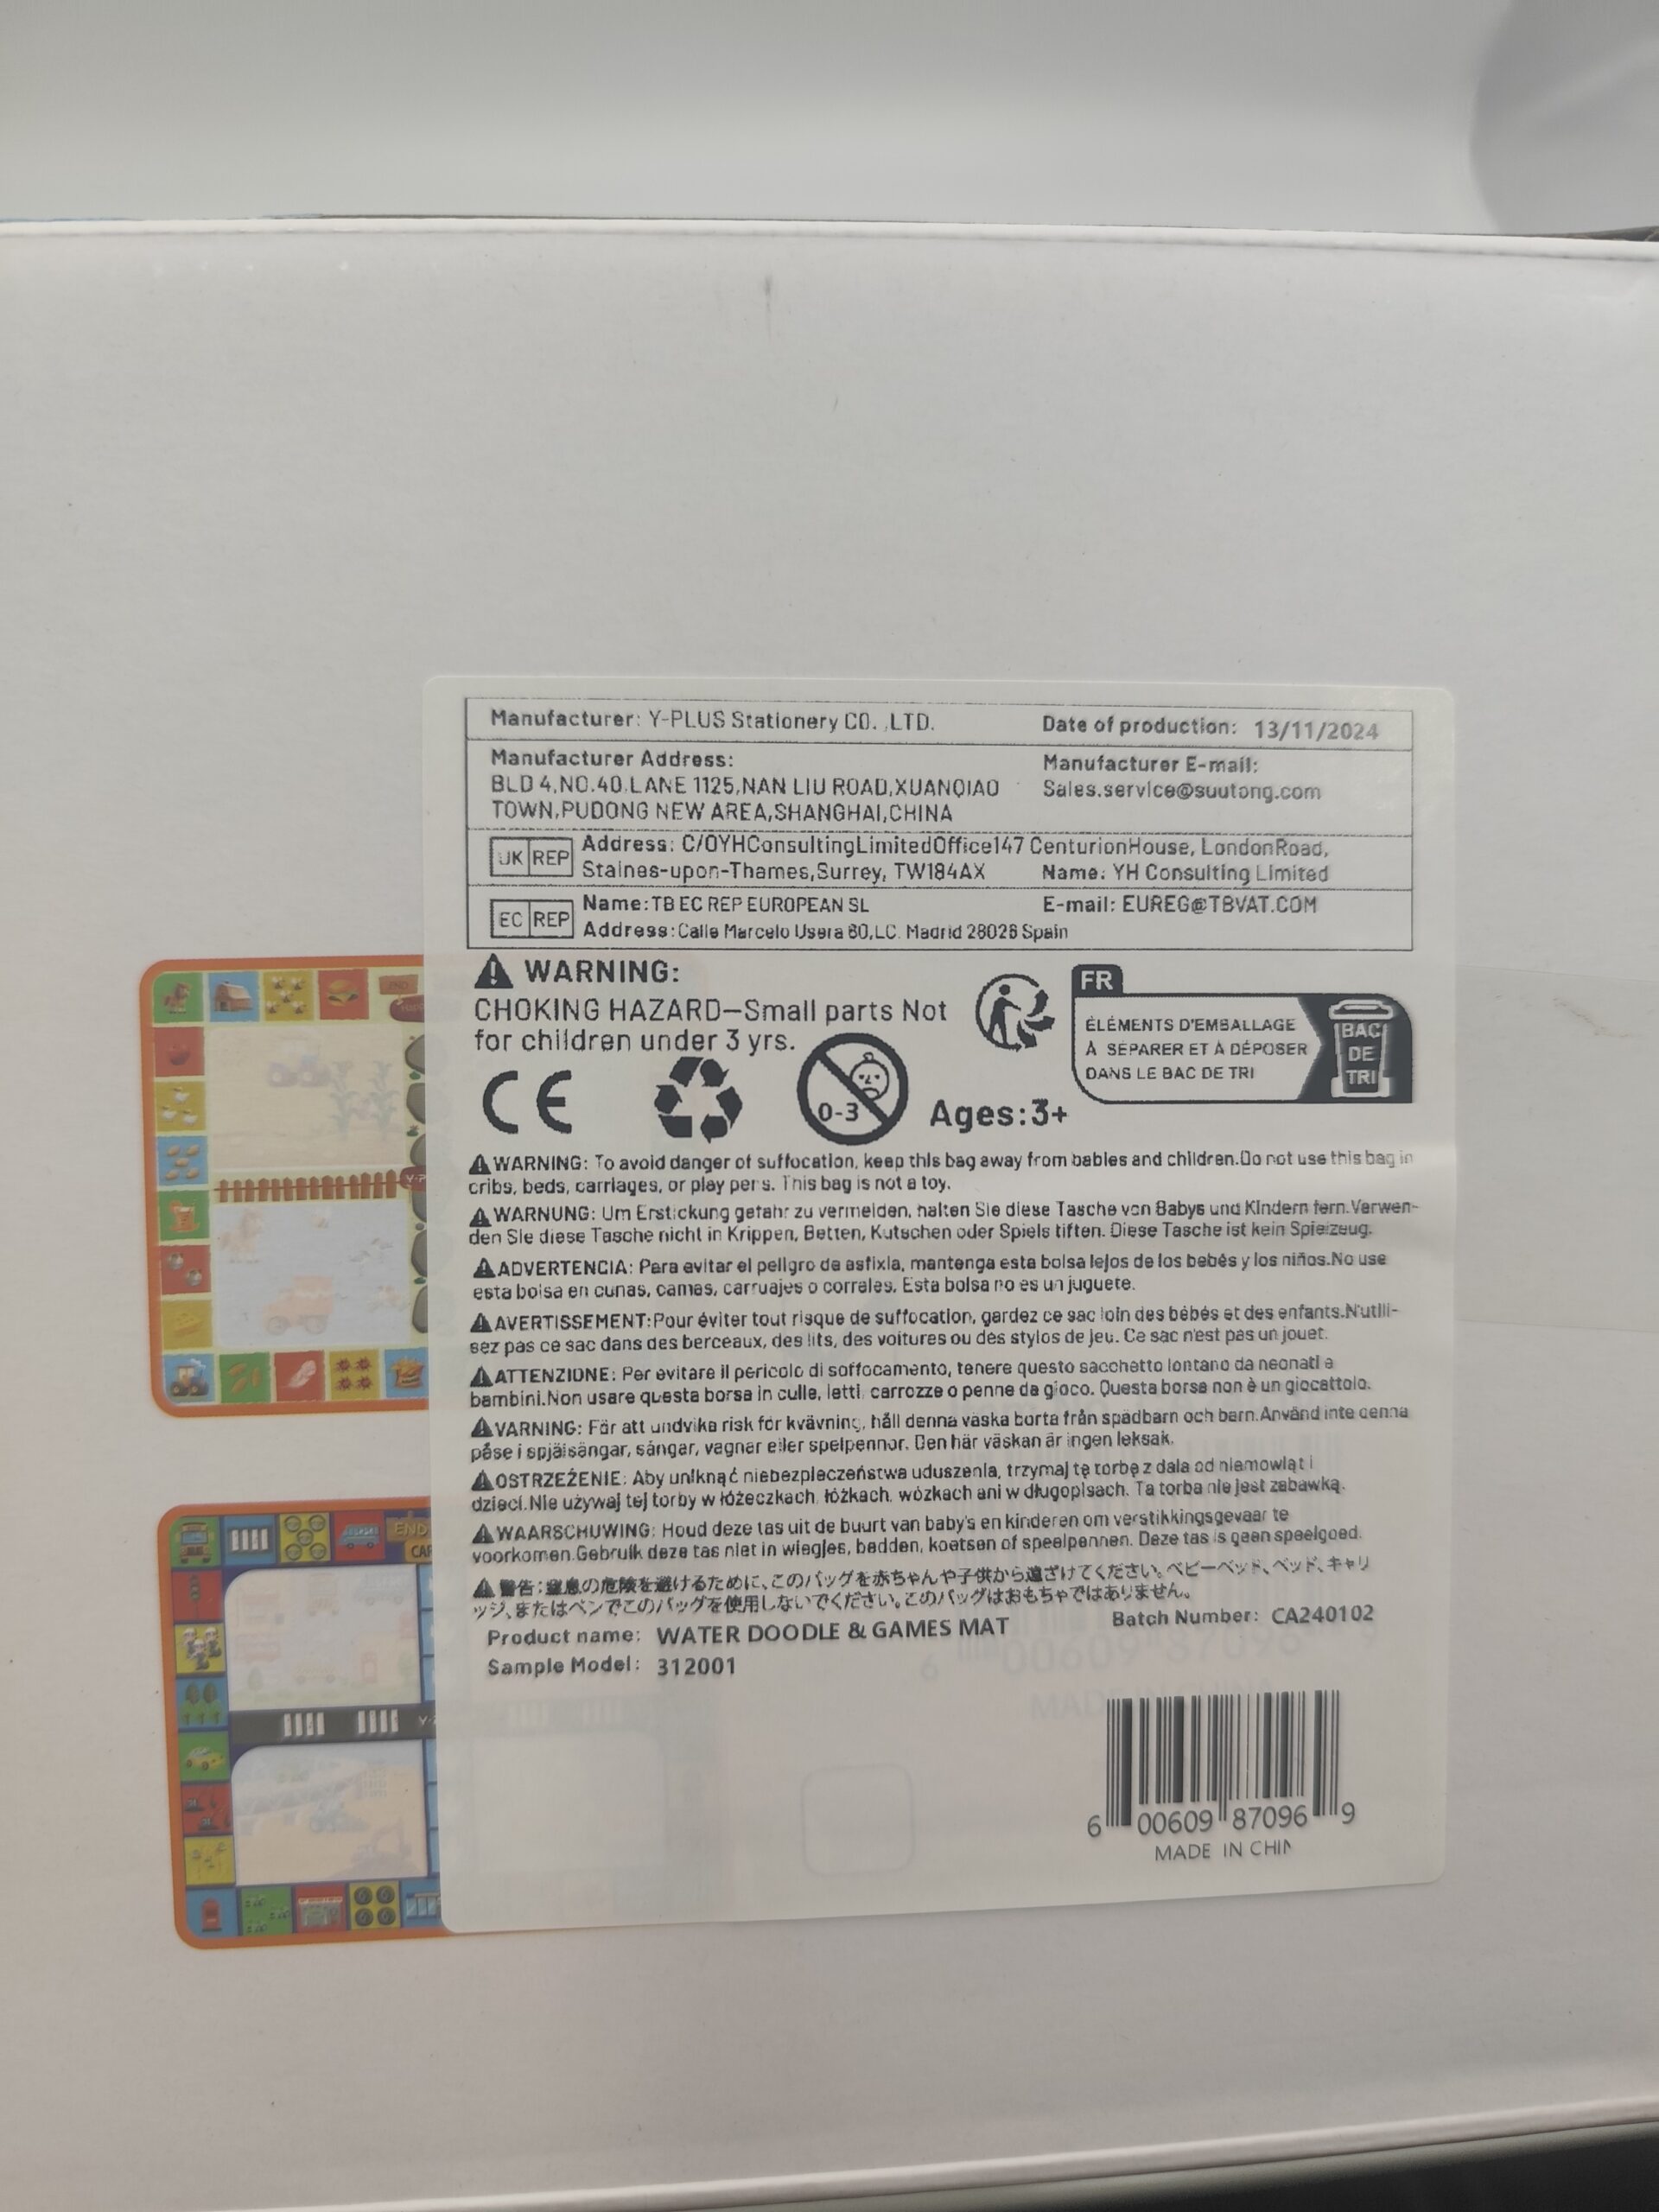 Manufacturer: Y-PLUS Stationery CO. ,LTD.
Date of production: 13/11/2024
Manufacturer Address:
BLD 4,NO.40.LANE 1125,NAN LIU ROAD,XUANQIAO
TOWN,PUDONG NEW AREA,SHANGHAI,CHINA
Manufacturer E-mail:
Sales.service@suutong.com
UK REP
Address: C/OYHConsultingLimitedOffice147 CenturionHouse, LondonRoad,
Staines-upon-Thames,Surrey, TW184AX Name: YH Consulting Limited
EC REP
Name:TB EC REP EUROPEAN SL E-mail: EUREG@TBVAT.COM
Address:Calle Marcelo Usera 60,LC. Madrid 28026 Spain
WARNING:
CHOKING HAZARD—Small parts Not
for children under 3 yrs.
FR
ÉLÉMENTS D'EMBALLAGE
À SÉPARER ET À DÉPOSER
DANS LE BAC DE TRI
BAC
DE
TRI
CE
0-3
Ages:3+
WARNING: To avoid danger of suffocation, keep this bag away from babies and children.Do not use this bag in
cribs, beds, carriages, or play pens. This bag is not a toy.
WARNUNG: Um Erstickung gefahr zu vermeiden, halten Sie diese Tasche von Babys und Kindern fern.Verwen-
den Sie diese Tasche nicht in Krippen, Betten, Kutschen oder Spiels tiften. Diese Tasche ist kein Spielzeug.
ADVERTENCIA: Para evitar el peligro de asfixia, mantenga esta bolsa lejos de los bebés y los niños.No use
esta bolsa en cunas, camas, carruajes o corrales. Esta bolsa no es un juguete.
AVERTISSEMENT:Pour éviter tout risque de suffocation, gardez ce sac loin des bébés et des enfants.N'utili-
sez pas ce sac dans des berceaux, des lits, des voitures ou des stylos de jeu. Ce sac n'est pas un jouet.
ATTENZIONE: Per evitare il pericolo di soffocamento, tenere questo sacchetto lontano da neonati e
bambini.Non usare questa borsa in culle, letti, carrozze o penne da gioco. Questa borsa non è un giocattolo.
VARNING: För att undvika risk för kvävning, håll denna väska borta från spädbarn och barn.Använd inte denna
påse i spjälsängar, sängar, vagnar eller spelpennor. Den här väskan är ingen leksak.
OSTRZEŻENIE: Aby uniknąć niebezpieczeństwa uduszenia, trzymaj tę torbę z dala od niemowląt i
dzieci.Nie używaj tej torby w łóżeczkach, łóżkach, wózkach ani w długopisach. Ta torba nie jest zabawką.
WAARSCHUWING: Houd deze tas uit de buurt van baby's en kinderen om verstikkingsgevaar te
voorkomen.Gebruik deze tas niet in wiegjes, bedden, koetsen of speelpennen. Deze tas is geen speelgoed.
警告:窒息の危険を避けるために、このバッグを赤ちゃんや子供から遠ざけてください。ベビーベッド、ベッド、キャリ
ッジ、またはペンでこのバッグを使用しないでください。このバッグはおもちゃではありません。
Product name: WATER DOODLE & GAMES MAT
Batch Number: CA240102
Sample Model: 312001
6 00609 87096 9
MADE IN CHIN
END
CAR